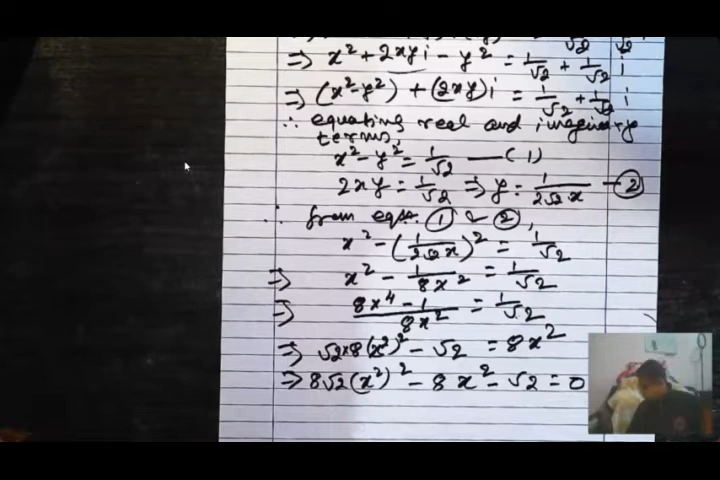 ⇒ x² + 2xyi - y² = 1/√2 + 1/√2 i
⇒ (x²-y²) + (2xy)i = 1/√2 + 1/√2 i
∴ equating real and imaginary
terms,
x² - y² = 1/√2 —(1)
2xy = 1/√2 ⇒ y = 1/2√2 x —②
∴ from eqn. ① & ②,
x² - (1/2√2x)² = 1/√2
⇒ x² - 1/8x² = 1/√2
⇒ 8x⁴ - 1/8x² = 1/√2
⇒ √2×8(x²)² - √2 = 8x²
⇒ 8√2(x²)² - 8x² - √2 = 0